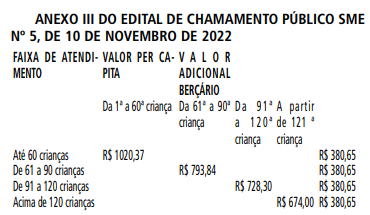 ANEXO III DO EDITAL DE CHAMAMENTO PÚBLICO SME
Nº 5, DE 10 DE NOVEMBRO DE 2022
FAIXA DE ATENDI- VALOR PER CA- V A L O R
MENTO PITA ADICIONAL
BERÇÁRIO
Da 1ª a 60ª criança Da 61ª a 90ª Da 91ª A partir
criança a 120ª de 121 ª
criança criança
Até 60 crianças R$ 1020,37 R$ 380,65
De 61 a 90 crianças R$ 793,84 R$ 380,65
De 91 a 120 crianças R$ 728,30 R$ 380,65
Acima de 120 crianças R$ 674,00 R$ 380,65